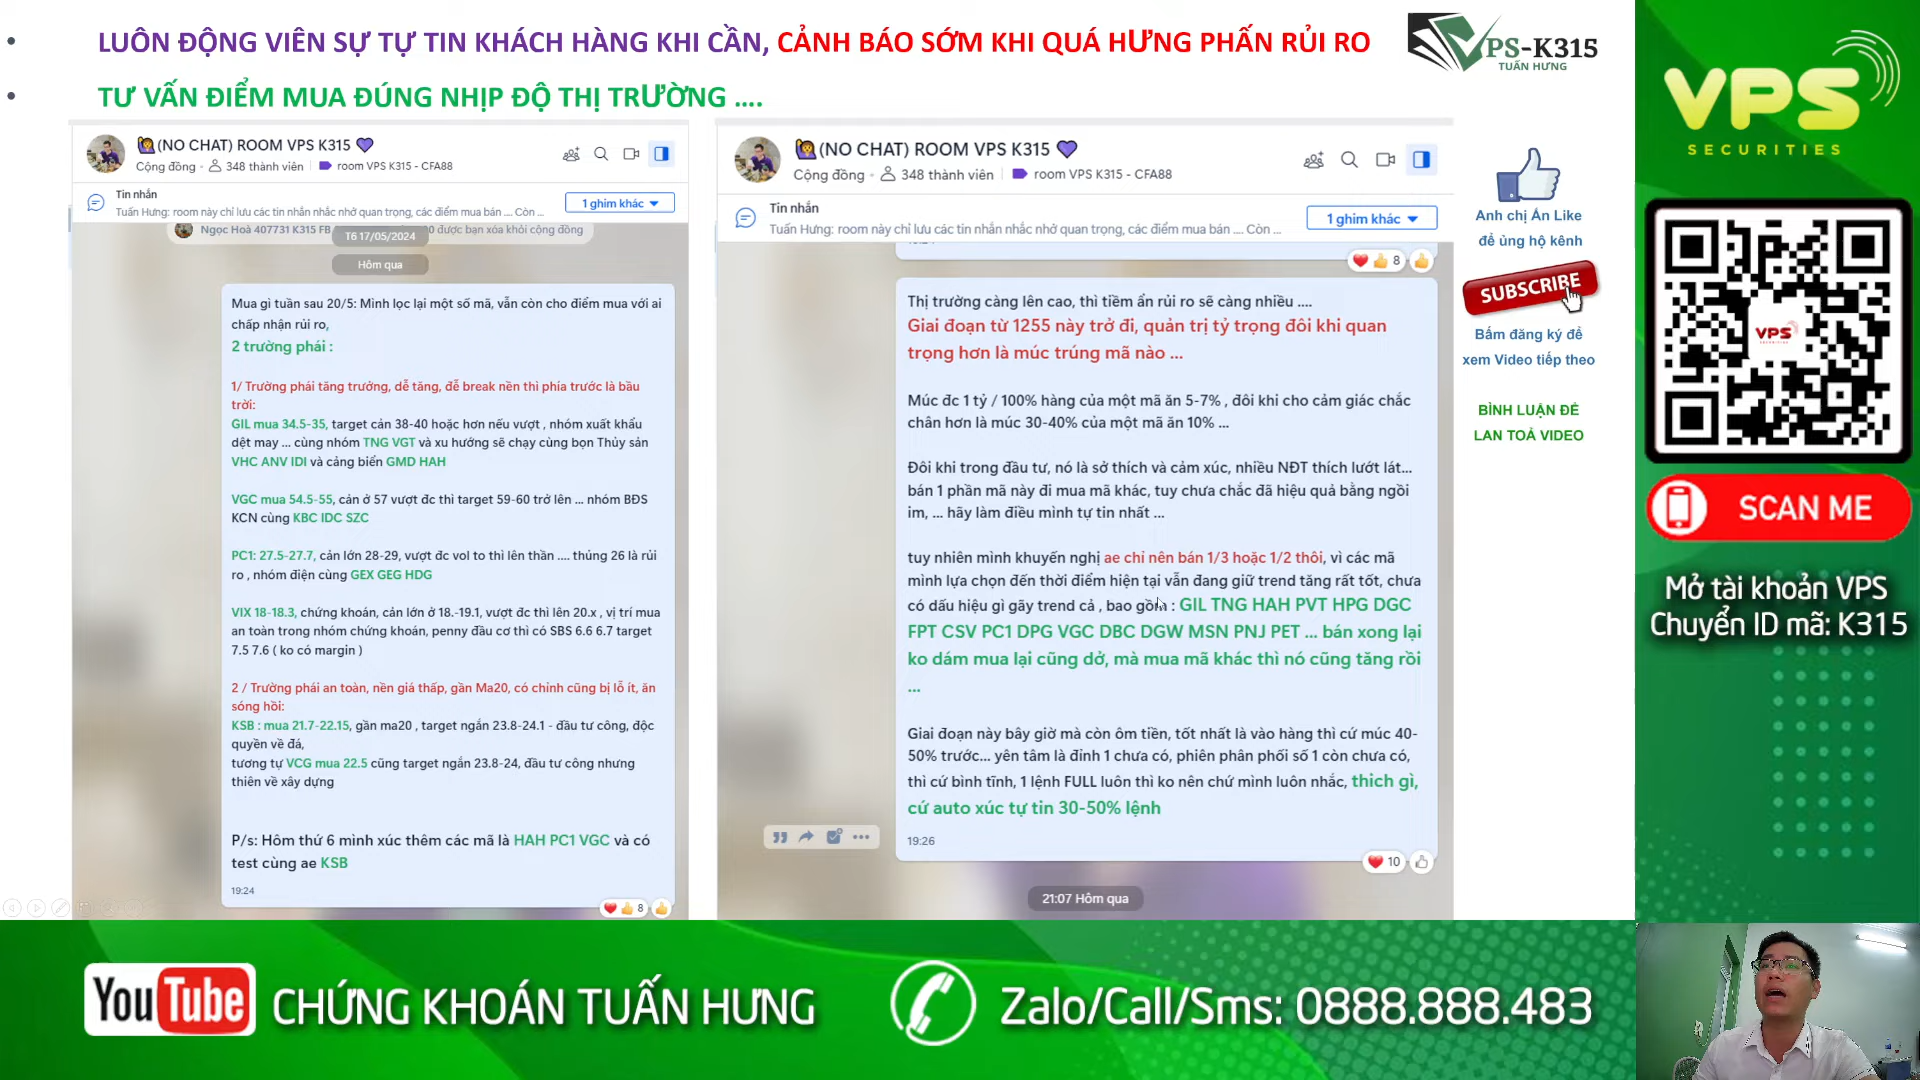 LUÔN ĐỘNG VIÊN SỰ TỰ TIN KHÁCH HÀNG KHI CẦN, CẢNH BÁO SỚM KHI QUÁ HƯNG PHẤN RỦI RO
TƯ VẤN ĐIỂM MUA ĐÚNG NHỊP ĐỘ THỊ TRƯỜNG ....
VPS-K315
TUẤN HƯNG
(NO CHAT) ROOM VPS K315
Cộng đồng - 348 thành viên | room VPS K315 - CFA88
Tin nhắn
Tuấn Hưng: room này chỉ lưu các tin nhắn nhắc nhở quan trọng, các điểm mua bán .... Còn ...
1 ghim khác
Ngọc Hoà 407731 K315 FB
được bạn xóa khỏi cộng đồng
T6 17/05/2024
Hôm qua
Mua gì tuần sau 20/5: Mình lọc lại một số mã, vẫn còn cho điểm mua với ai
chấp nhận rủi ro,
2 trường phái :
1/ Trường phái tăng trưởng, dễ tăng, để break nền thì phía trước là bầu
trời:
GIL mua 34.5-35, target cản 38-40 hoặc hơn nếu vượt , nhóm xuất khẩu
dệt may ... cùng nhóm TNG VGT và xu hướng sẽ chạy cùng bọn Thủy sản
VHC ANV IDI và cảng biển GMD HAH
VGC mua 54.5-55, cản ở 57 vượt đc thì target 59-60 trở lên ... nhóm BĐS
KCN cùng KBC IDC SZC
PC1: 27.5-27.7, cản lớn 28-29, vượt đc vol to thì lên thần .... thủng 26 là rủi
ro , nhóm điện cùng GEX GEG HDG
VIX 18-18.3, chứng khoán, cản lớn ở 18.-19.1, vượt đc thì lên 20.x , vị trí mua
an toàn trong nhóm chứng khoán, penny đầu cơ thì có SBS 6.6 6.7 target
7.5 7.6 ( ko có margin )
2 / Trường phái an toàn, nền giá thấp, gần Ma20, có chỉnh cũng bị lỗ ít, ăn
sóng hồi:
KSB : mua 21.7-22.15, gần ma20 , target ngắn 23.8-24.1 - đầu tư công, độc
quyền về đá,
tương tự VCG mua 22.5 cũng target ngắn 23.8-24, đầu tư công nhưng
thiên về xây dựng
P/s: Hôm thứ 6 mình xúc thêm các mã là HAH PC1 VGC và có
test cùng ae KSB
19:24
8
(NO CHAT) ROOM VPS K315
Cộng đồng - 348 thành viên | room VPS K315 - CFA88
Tin nhắn
Tuấn Hưng: room này chỉ lưu các tin nhắn nhắc nhở quan trọng, các điểm mua bán .... Còn ...
1 ghim khác
8
Thị trường càng lên cao, thì tiềm ẩn rủi ro sẽ càng nhiều ....
Giai đoạn từ 1255 này trở đi, quản trị tỷ trọng đôi khi quan
trọng hơn là múc trúng mã nào ...
Múc đc 1 tỷ / 100% hàng của một mã ăn 5-7% , đôi khi cho cảm giác chắc
chân hơn là múc 30-40% của một mã ăn 10% ...
Đôi khi trong đầu tư, nó là sở thích và cảm xúc, nhiều NĐT thích lướt lát...
bán 1 phần mã này đi mua mã khác, tuy chưa chắc đã hiệu quả bằng ngồi
im, ... hãy làm điều mình tự tin nhất ...
tuy nhiên mình khuyến nghị ae chỉ nên bán 1/3 hoặc 1/2 thôi, vì các mã
mình lựa chọn đến thời điểm hiện tại vẫn đang giữ trend tăng rất tốt, chưa
có dấu hiệu gì gãy trend cả , bao gồm : GIL TNG HAH PVT HPG DGC
FPT CSV PC1 DPG VGC DBC DGW MSN PNJ PET ... bán xong lại
ko dám mua lại cũng dở, mà mua mã khác thì nó cũng tăng rồi
...
Giai đoạn này bây giờ mà còn ôm tiền, tốt nhất là vào hàng thì cứ múc 40-
50% trước... yên tâm là đỉnh 1 chưa có, phiên phân phối số 1 còn chưa có,
thì cứ bình tĩnh, 1 lệnh FULL luôn thì ko nên chứ mình luôn nhắc, thich gì,
cứ auto xúc tự tin 30-50% lệnh
19:26
10
21:07 Hôm qua
Anh chị Ấn Like
để ủng hộ kênh
SUBSCRIBE
Bấm đăng ký để
xem Video tiếp theo
BÌNH LUẬN ĐỂ
LAN TOẢ VIDEO
VPS
SECURITIES
VPS
SCAN ME
Mở tài khoản VPS
Chuyển ID mã: K315
YouTube CHỨNG KHOÁN TUẤN HƯNG
Zalo/Call/Sms: 0888.888.483